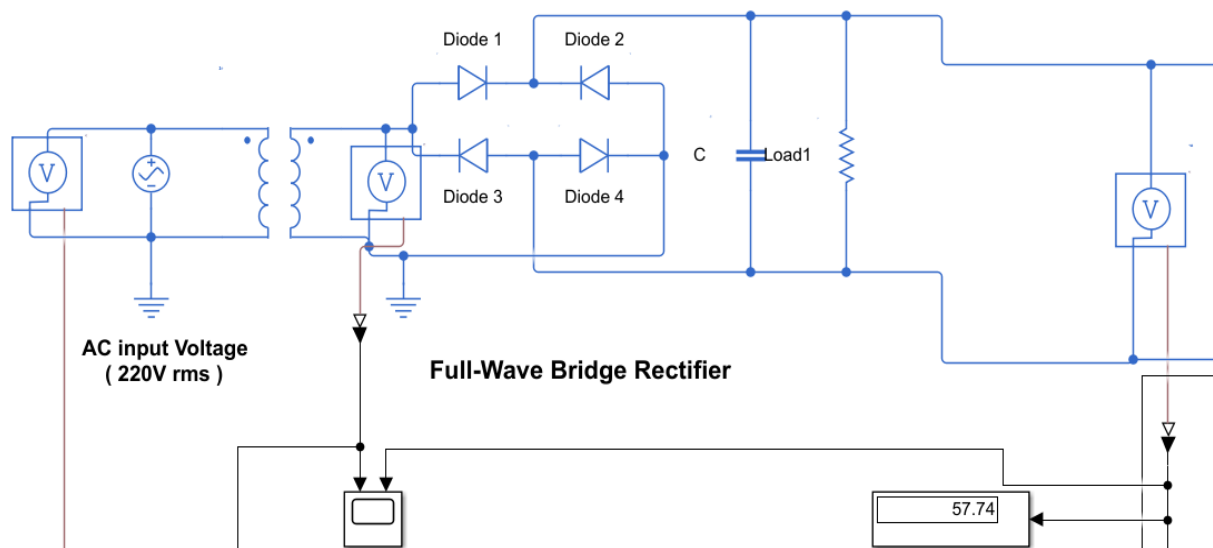 Diode 1
Diode 2
V
V
Diode 3
Diode 4
C
Load1
V
AC input Voltage
( 220V rms )
Full-Wave Bridge Rectifier
57.74